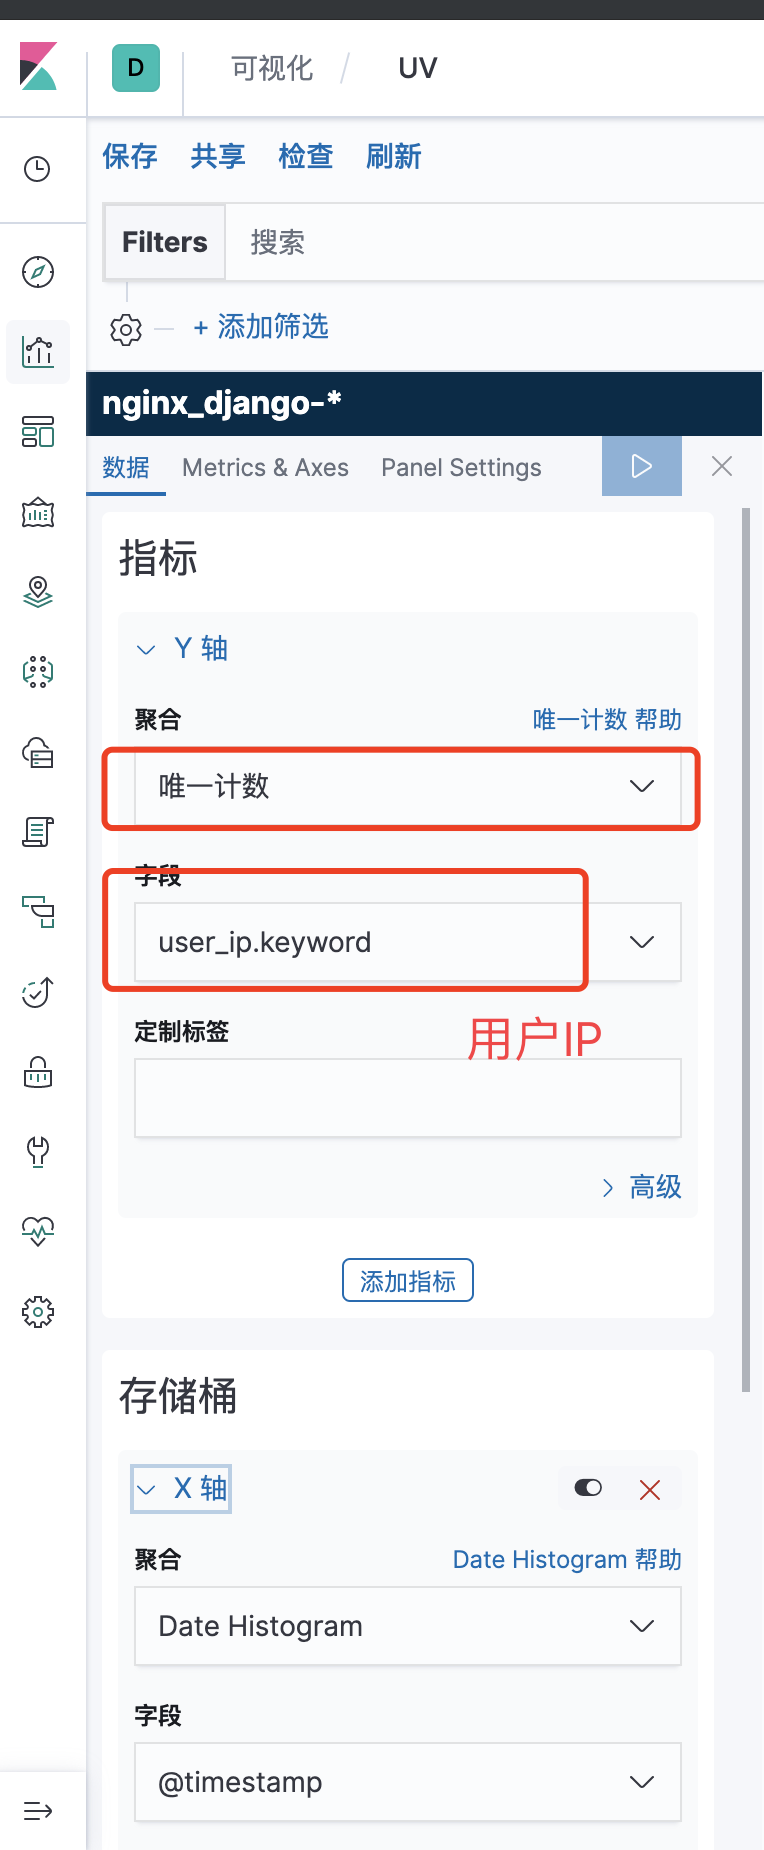 D 可视化 / UV
保存 共享 检查 刷新
Filters 搜索
+ 添加筛选
nginx_django-*
数据 Metrics & Axes Panel Settings
指标
Y 轴
聚合 唯一计数 帮助
唯一计数
字段
user_ip.keyword
定制标签
用户IP
高级
添加指标
存储桶
X 轴
聚合 Date Histogram 帮助
Date Histogram
字段
@timestamp